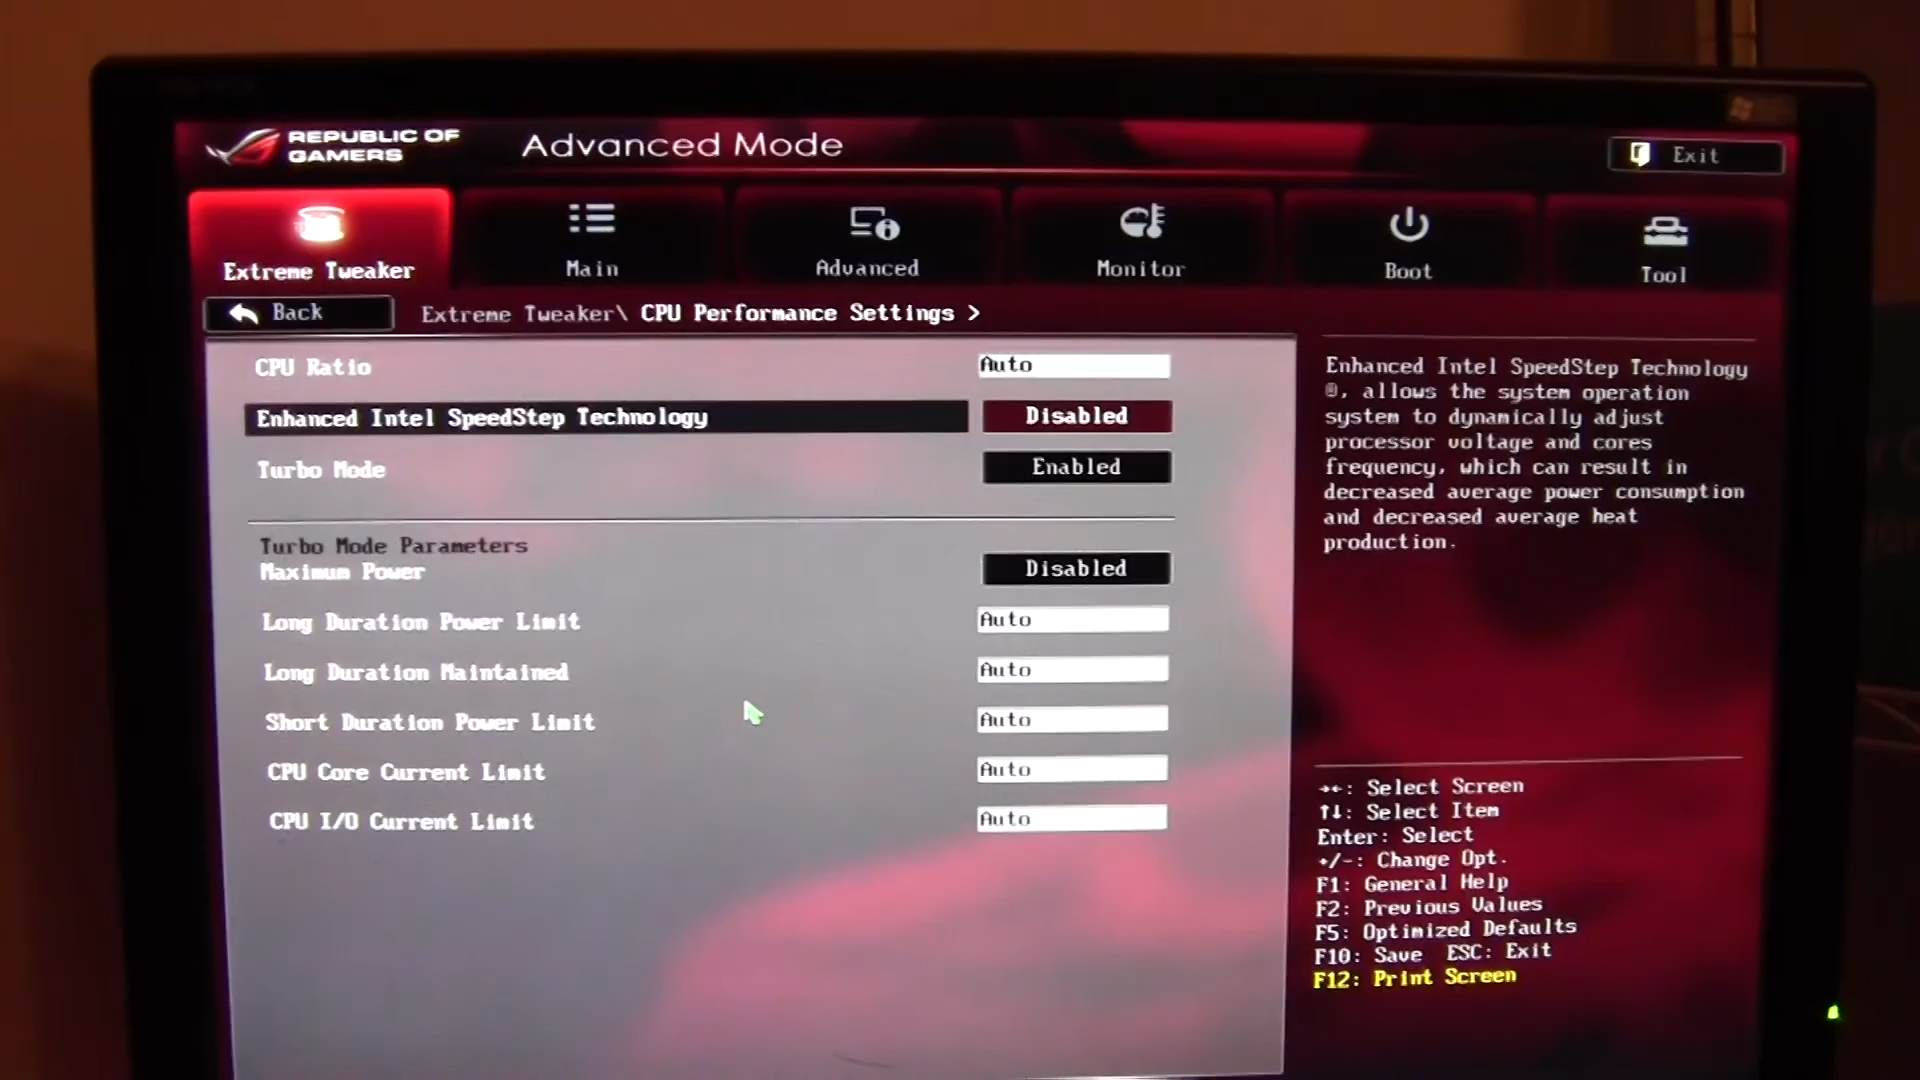 REPUBLIC OF
GAMERS
Advanced Mode
Exit
Extreme Tweaker
Main
Advanced
Monitor
Boot
Tool
Back
Extreme Tweaker\ CPU Performance Settings >
CPU Ratio Auto
Enhanced Intel SpeedStep Technology Disabled
Turbo Mode Enabled
Turbo Mode Parameters
Maximum Power Disabled
Long Duration Power Limit Auto
Long Duration Maintained Auto
Short Duration Power Limit Auto
CPU Core Current Limit Auto
CPU I/O Current Limit Auto
Enhanced Intel SpeedStep Technology
®, allows the system operation
system to dynamically adjust
processor voltage and cores
frequency, which can result in
decreased average power consumption
and decreased average heat
production.
→←: Select Screen
↑↓: Select Item
Enter: Select
+/-: Change Opt.
F1: General Help
F2: Previous Values
F5: Optimized Defaults
F10: Save ESC: Exit
F12: Print Screen